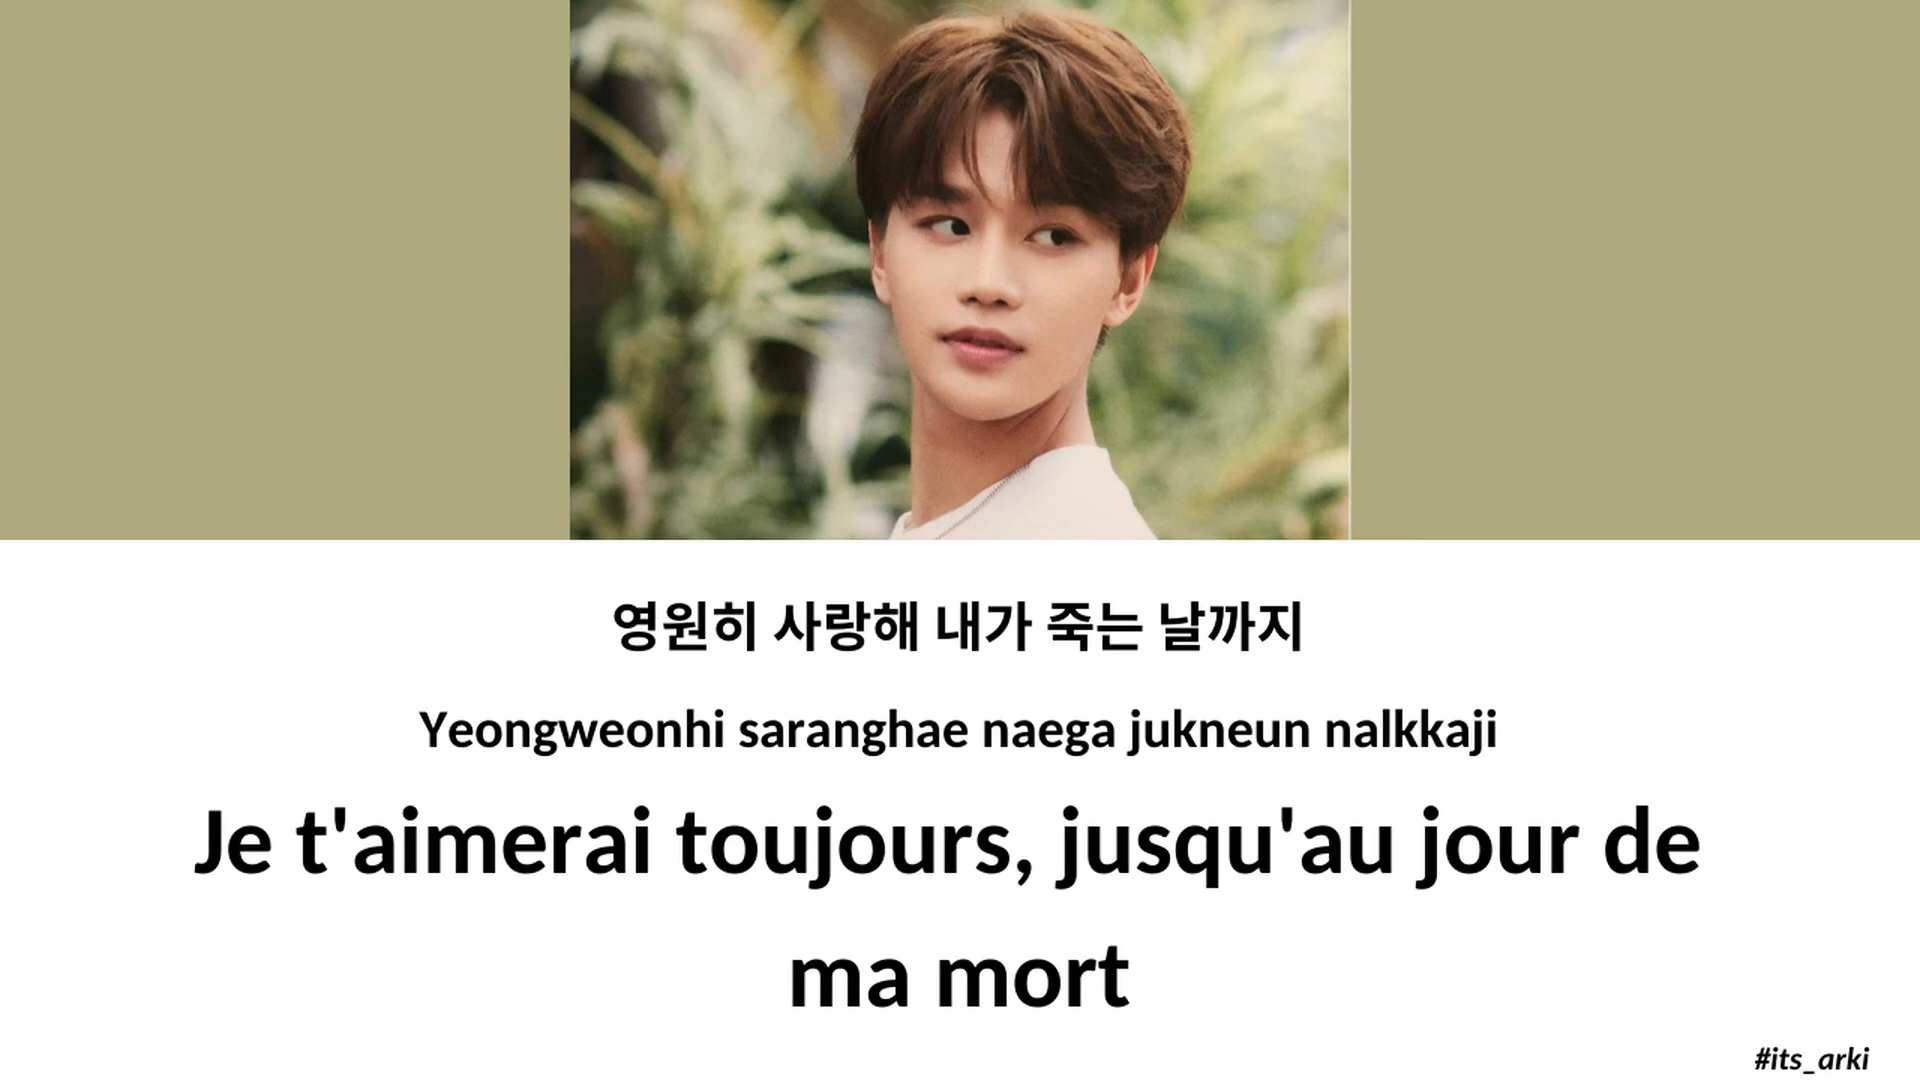 영원히 사랑해 내가 죽는 날까지
Yeongweonhi saranghae naega jukneun nalkkaji
Je t'aimerai toujours, jusqu'au jour de
ma mort
#its_arki